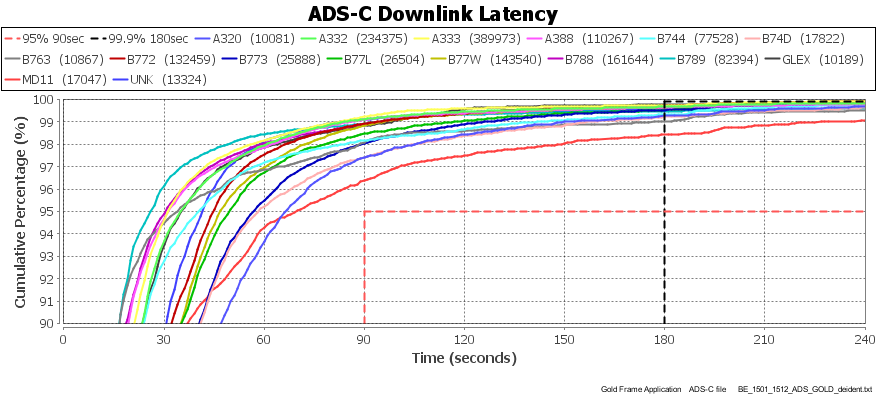 ADS-C Downlink Latency
95% 90sec 99.9% 180sec A320 (10081) A332 (234375) A333 (389973) A388 (110267) B744 (77528) B74D (17822)
B763 (10867) B772 (132459) B773 (25888) B77L (26504) B77W (143540) B788 (161644) B789 (82394) GLEX (10189)
MD11 (17047) UNK (13324)
Cumulative Percentage (%)
100
99
98
97
96
95
94
93
92
91
90
0 30 60 90 120 150 180 210 240
Time (seconds)
Gold Frame Application ADS-C file BE_1501_1512_ADS_GOLD_deident.txt